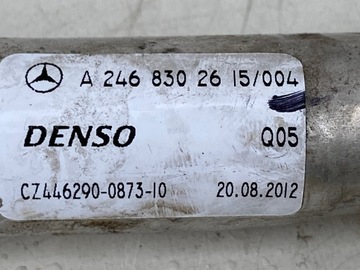 A 246 830 26 15/004
DENSO Q05
CZ446290-0873-10 20.08.2012